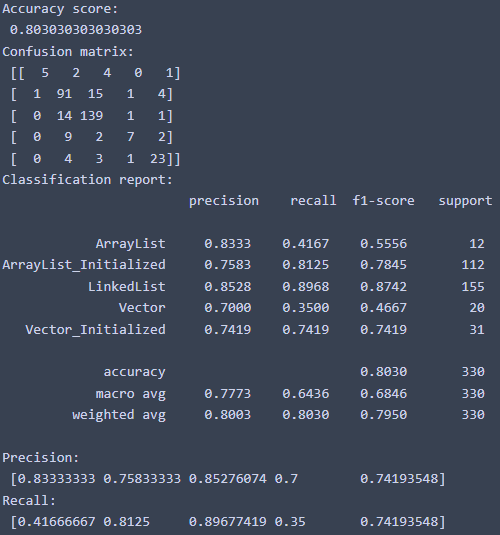 Accuracy score:
 0.803030303030303
Confusion matrix:
 [[  5   2   4   0   1]
 [  1  91  15   1   4]
 [  0  14 139   1   1]
 [  0   9   2   7   2]
 [  0   4   3   1  23]]
Classification report:
                        precision    recall  f1-score   support

            ArrayList     0.8333    0.4167    0.5556        12
ArrayList_Initialized     0.7583    0.8125    0.7845       112
           LinkedList     0.8528    0.8968    0.8742       155
               Vector     0.7000    0.3500    0.4667        20
   Vector_Initialized     0.7419    0.7419    0.7419        31

             accuracy                         0.8030       330
            macro avg     0.7773    0.6436    0.6846       330
         weighted avg     0.8003    0.8030    0.7950       330

Precision:
 [0.83333333 0.75833333 0.85276074 0.7        0.74193548]
Recall:
 [0.41666667 0.8125     0.89677419 0.35       0.74193548]